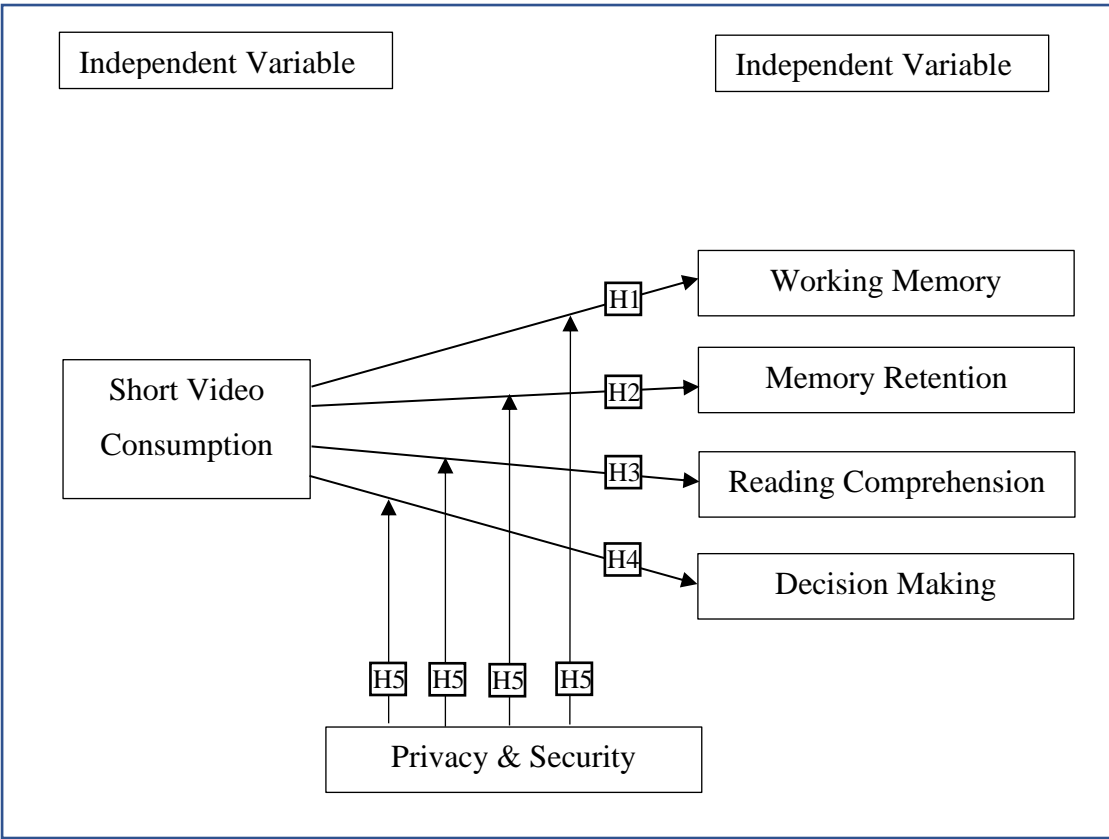 Independent Variable
Independent Variable
Short Video
Consumption
H1
H2
H3
H4
Working Memory
Memory Retention
Reading Comprehension
Decision Making
H5
H5
H5
H5
Privacy & Security